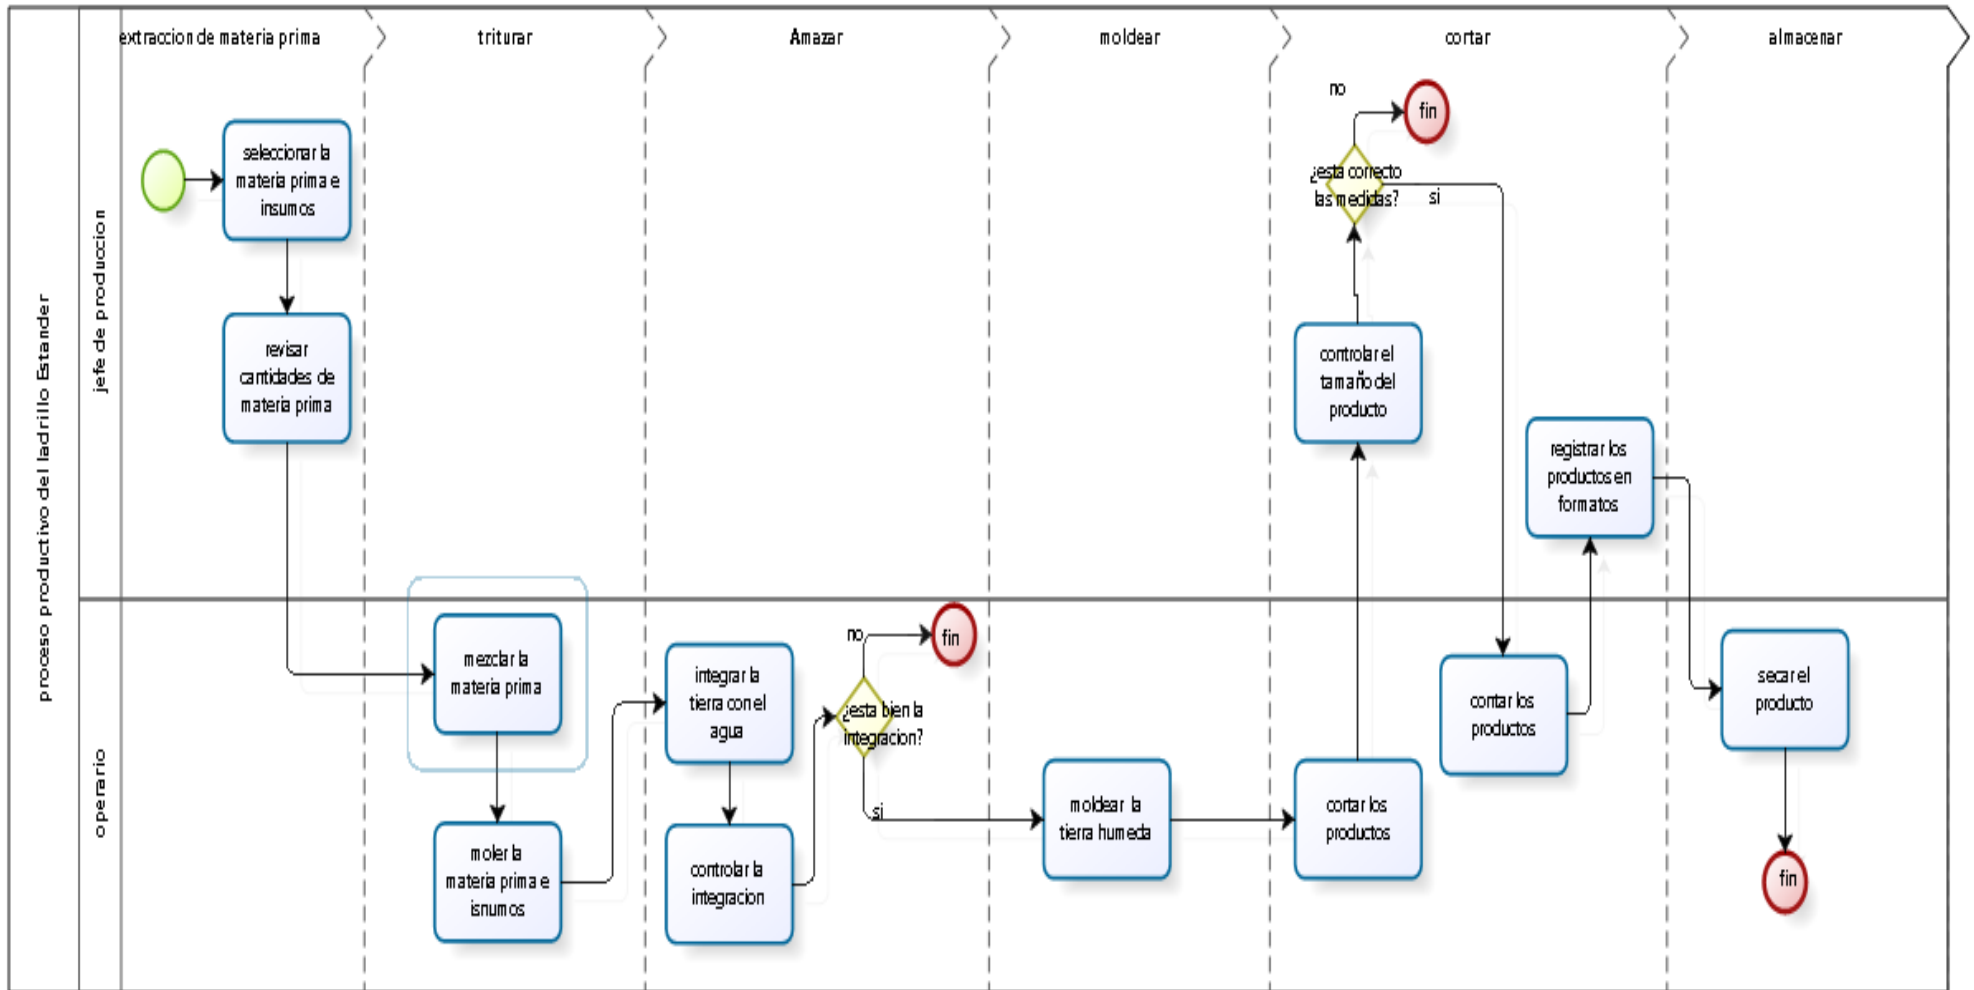 extraccion de materia prima
triturar
Amazar
moldear
cortar
almacenar
proceso productivo del ladrillo Estander
jefe de produccion
operario
seleccionar la
materia prima e
insumos
revisar
cantidades de
materia prima
mezclar la
materia prima
moler la
materia prima e
isnumos
integrar la
tierra con el
agua
controlar la
integracion
¿esta bien la
integracion?
no
fin
si
moldear la
tierra humeda
cortar los
productos
controlar el
tamaño del
producto
¿esta correcto
las medidas?
no
fin
si
contar los
productos
registrar los
productos en
formatos
secar el
producto
fin